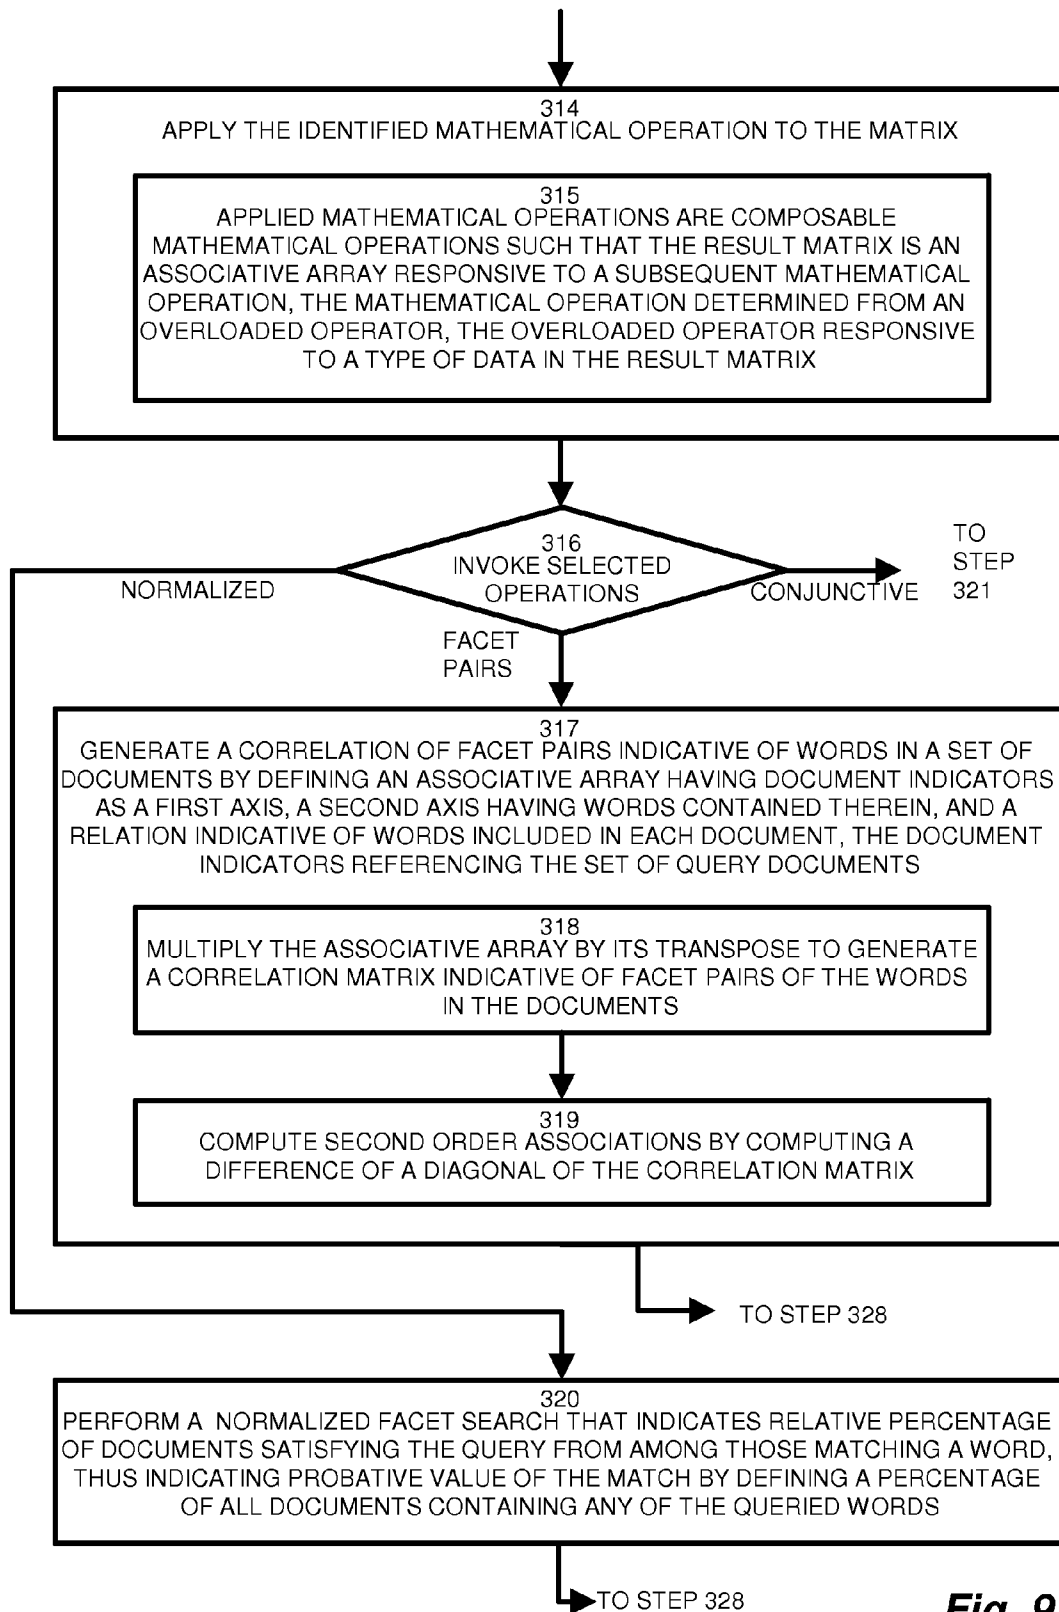 314
APPLY THE IDENTIFIED MATHEMATICAL OPERATION TO THE MATRIX
315
APPLIED MATHEMATICAL OPERATIONS ARE COMPOSABLE
MATHEMATICAL OPERATIONS SUCH THAT THE RESULT MATRIX IS AN
ASSOCIATIVE ARRAY RESPONSIVE TO A SUBSEQUENT MATHEMATICAL
OPERATION, THE MATHEMATICAL OPERATION DETERMINED FROM AN
OVERLOADED OPERATOR, THE OVERLOADED OPERATOR RESPONSIVE
TO A TYPE OF DATA IN THE RESULT MATRIX
316
INVOKE SELECTED
OPERATIONS
NORMALIZED
CONJUNCTIVE
TO
STEP
321
FACET
PAIRS
317
GENERATE A CORRELATION OF FACET PAIRS INDICATIVE OF WORDS IN A SET OF
DOCUMENTS BY DEFINING AN ASSOCIATIVE ARRAY HAVING DOCUMENT INDICATORS
AS A FIRST AXIS, A SECOND AXIS HAVING WORDS CONTAINED THEREIN, AND A
RELATION INDICATIVE OF WORDS INCLUDED IN EACH DOCUMENT, THE DOCUMENT
INDICATORS REFERENCING THE SET OF QUERY DOCUMENTS
318
MULTIPLY THE ASSOCIATIVE ARRAY BY ITS TRANSPOSE TO GENERATE
A CORRELATION MATRIX INDICATIVE OF FACET PAIRS OF THE WORDS
IN THE DOCUMENTS
319
COMPUTE SECOND ORDER ASSOCIATIONS BY COMPUTING A
DIFFERENCE OF A DIAGONAL OF THE CORRELATION MATRIX
TO STEP 328
320
PERFORM A NORMALIZED FACET SEARCH THAT INDICATES RELATIVE PERCENTAGE
OF DOCUMENTS SATISFYING THE QUERY FROM AMONG THOSE MATCHING A WORD,
THUS INDICATING PROBATIVE VALUE OF THE MATCH BY DEFINING A PERCENTAGE
OF ALL DOCUMENTS CONTAINING ANY OF THE QUERIED WORDS
TO STEP 328
Fig. 9